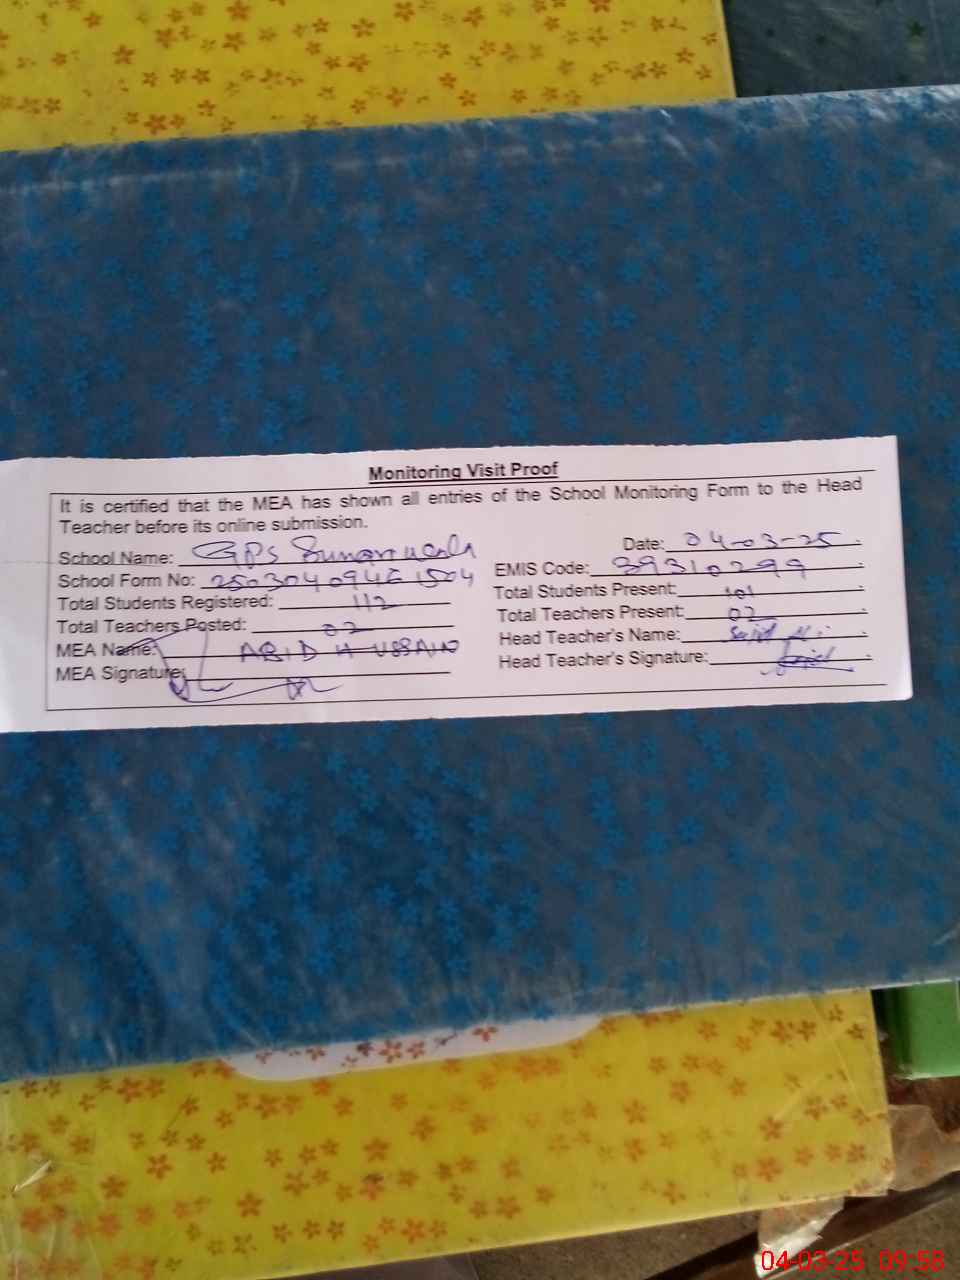 Monitoring Visit Proof
It is certified that the MEA has shown all entries of the School Monitoring Form to the Head
Teacher before its online submission.
Date: 04-03-25
School Name: GPS
EMIS Code: 39310299
School Form No:
Total Students Present: 101
Total Students Registered: 112
Total Teachers Present: 02
Total Teachers Posted: 02
Head Teacher's Name:
MEA Name: ABID HUSSAIN
Head Teacher's Signature:
MEA Signature:
04-03-25 09:58